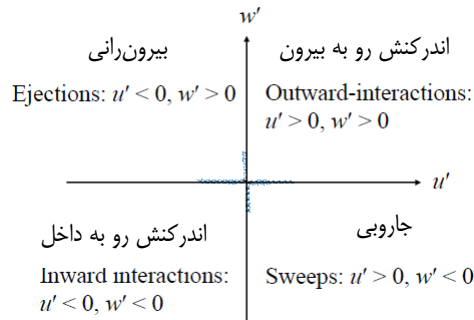 w′
بیرون‌رانی
اندرکنش رو به بیرون
Ejections: u′ < 0, w′ > 0
Outward-interactions:
u′ > 0, w′ > 0
u′
اندرکنش رو به داخل
جاروبی
Inward interactions:
u′ < 0, w′ < 0
Sweeps: u′ > 0, w′ < 0